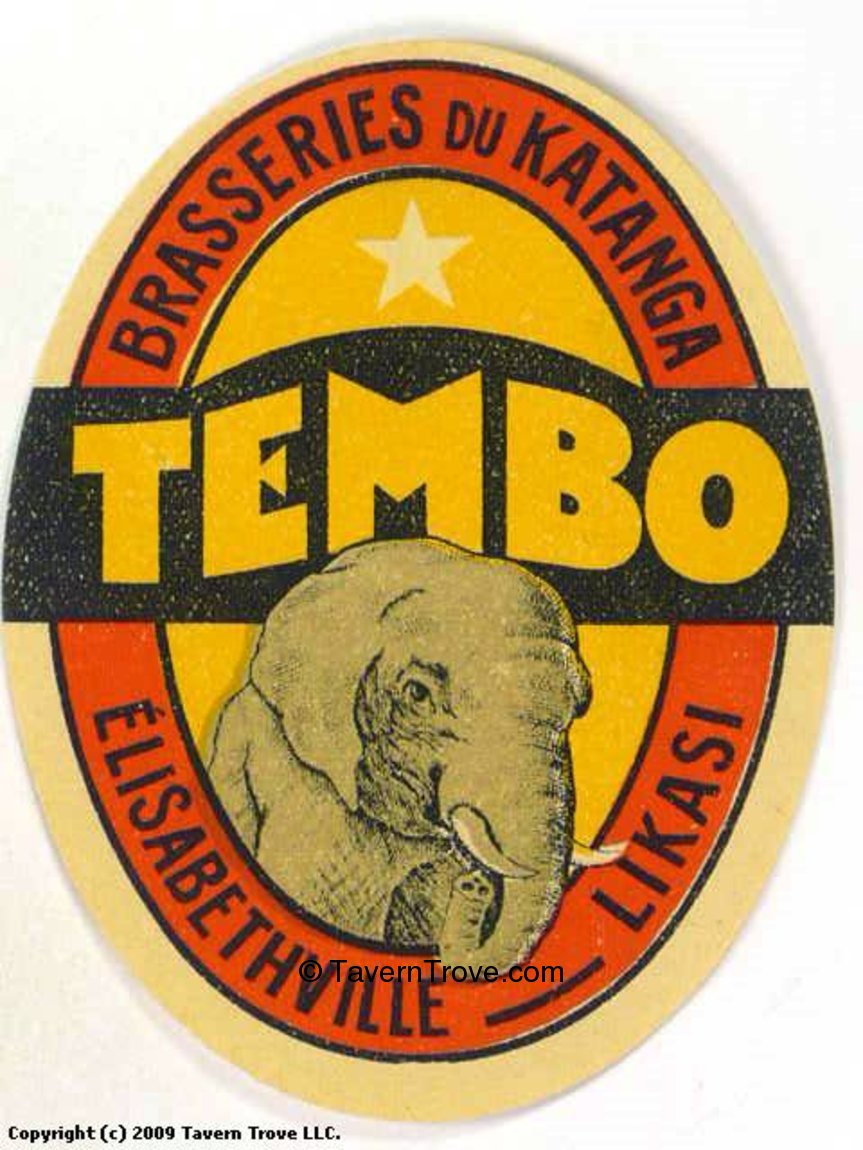 BRASSERIES DU KATANGA
TEMBO
ÉLISABETHVILLE — LIKASI
© TavernTrove.com
Copyright (c) 2009 Tavern Trove LLC.